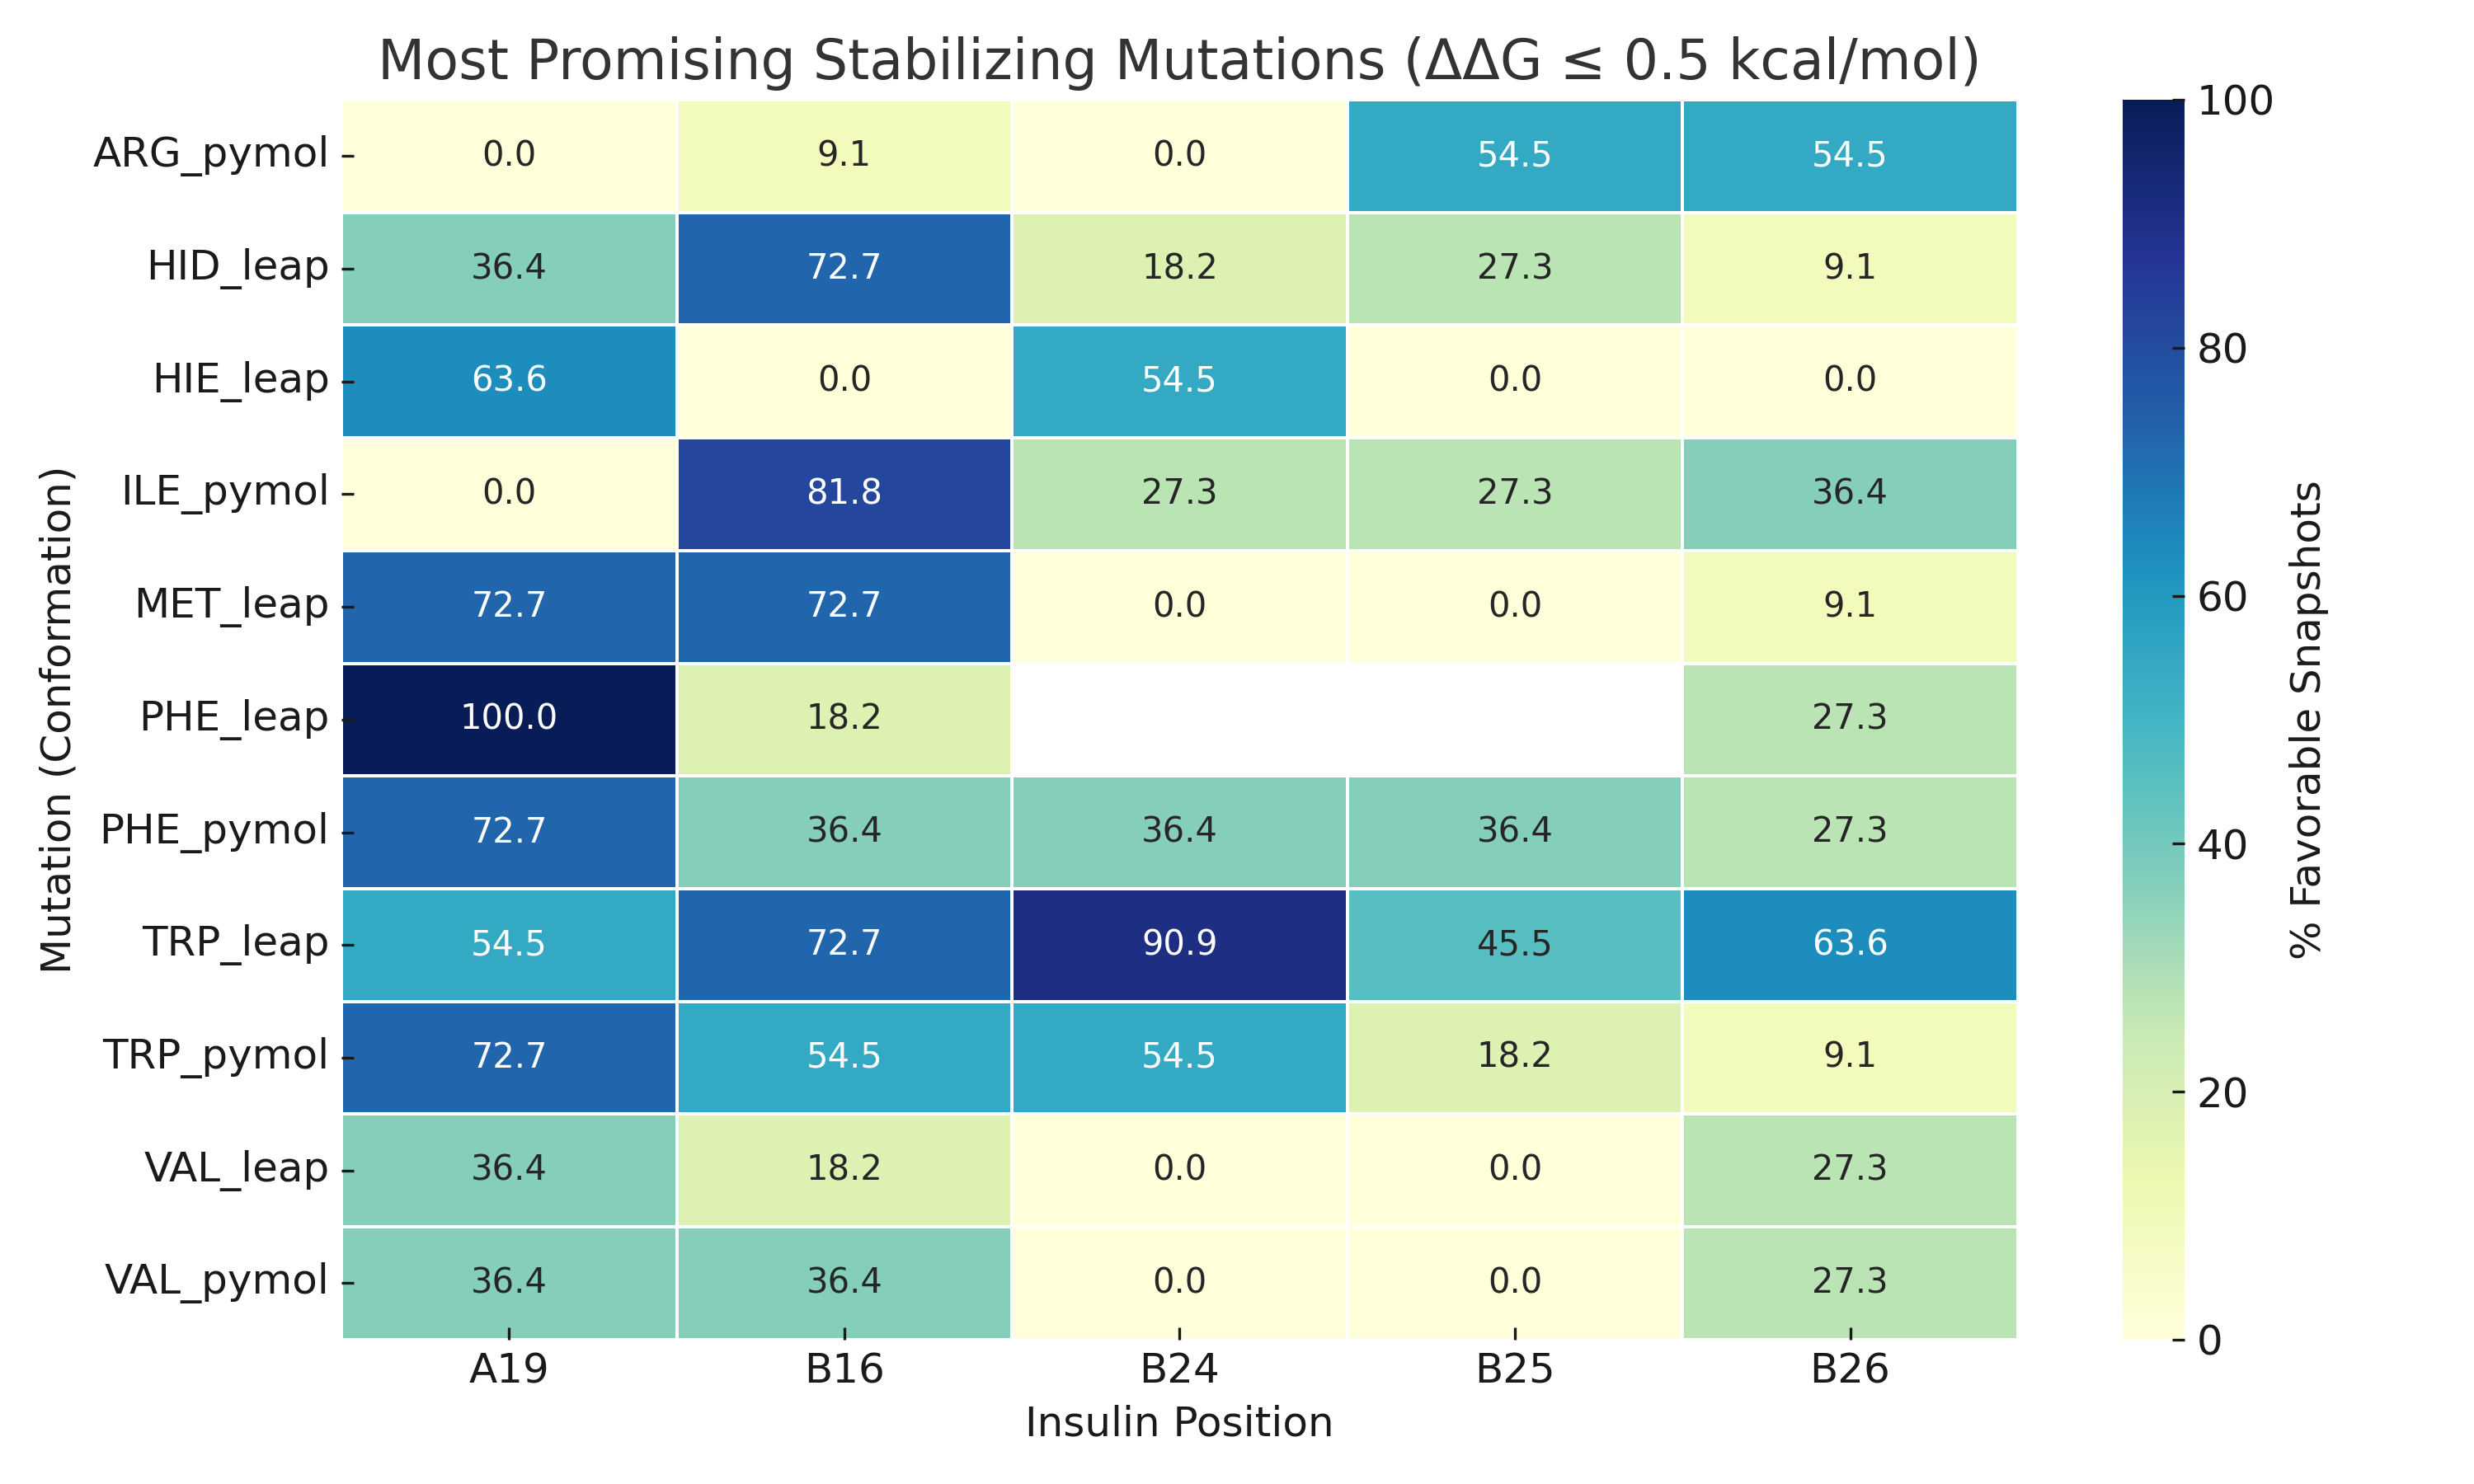 Most Promising Stabilizing Mutations (ΔΔG ≤ 0.5 kcal/mol)
Mutation (Conformation)
ARG_pymol 0.0 9.1 0.0 54.5 54.5
HID_leap 36.4 72.7 18.2 27.3 9.1
HIE_leap 63.6 0.0 54.5 0.0 0.0
ILE_pymol 0.0 81.8 27.3 27.3 36.4
MET_leap 72.7 72.7 0.0 0.0 9.1
PHE_leap 100.0 18.2 27.3
PHE_pymol 72.7 36.4 36.4 36.4 27.3
TRP_leap 54.5 72.7 90.9 45.5 63.6
TRP_pymol 72.7 54.5 54.5 18.2 9.1
VAL_leap 36.4 18.2 0.0 0.0 27.3
VAL_pymol 36.4 36.4 0.0 0.0 27.3
A19 B16 B24 B25 B26
Insulin Position
100
80
60
40
20
0
% Favorable Snapshots